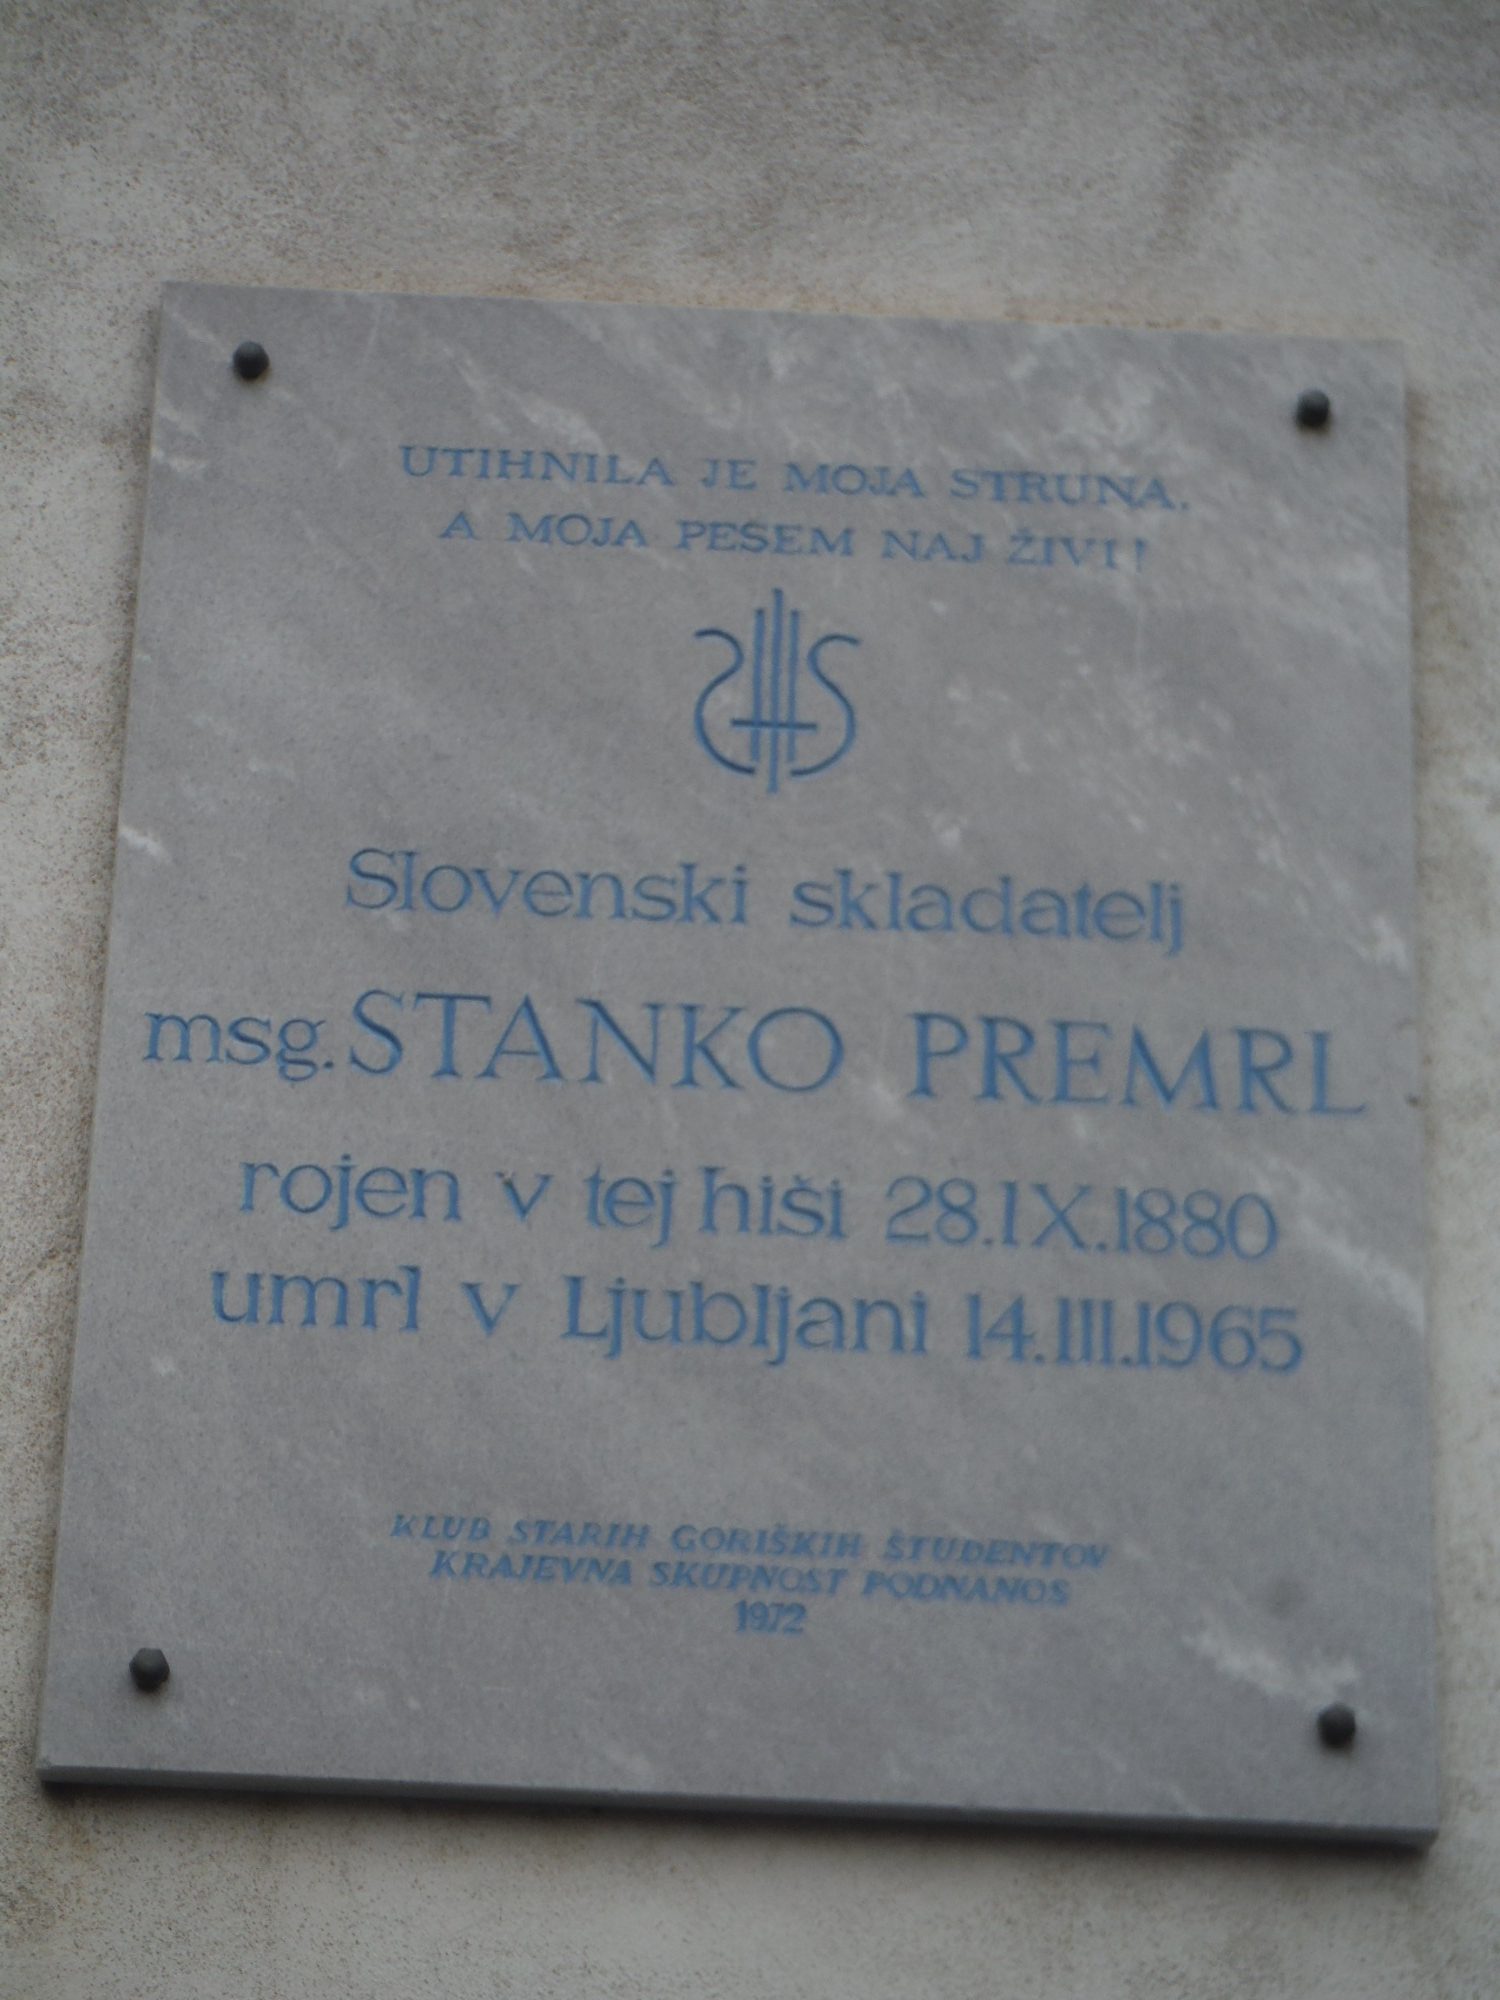 UTIHNILA JE MOJA STRUNA,
A MOJA PESEM NAJ ŽIVI!
Slovenski skladatelj
msg. STANKO PREMRL
rojen v tej hiši 28.IX.1880
umrl v Ljubljani 14.III.1965
KLUB STARIH GORIŠKIH ŠTUDENTOV
KRAJEVNA SKUPNOST PODNANOS
1972